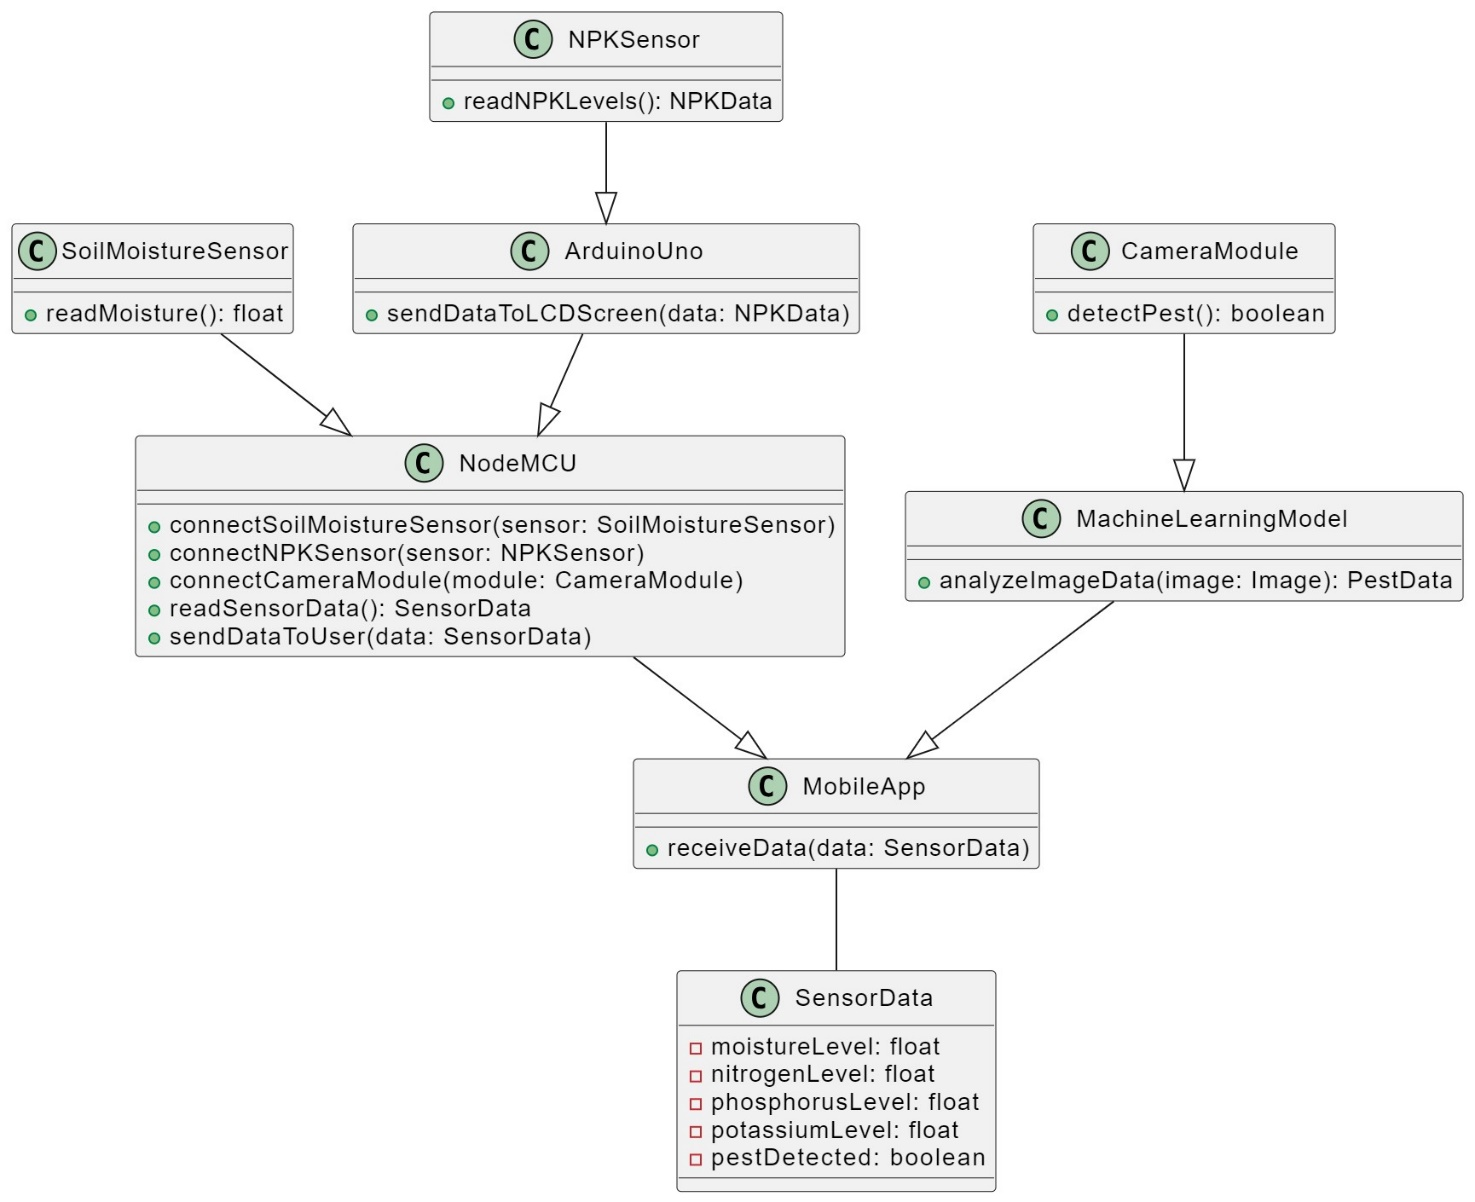 C NPKSensor
readNPKLevels(): NPKData
C SoilMoistureSensor
readMoisture(): float
C ArduinoUno
sendDataToLCDScreen(data: NPKData)
C CameraModule
detectPest(): boolean
C NodeMCU
connectSoilMoistureSensor(sensor: SoilMoistureSensor)
connectNPKSensor(sensor: NPKSensor)
connectCameraModule(module: CameraModule)
readSensorData(): SensorData
sendDataToUser(data: SensorData)
C MachineLearningModel
analyzeImageData(image: Image): PestData
C MobileApp
receiveData(data: SensorData)
C SensorData
moistureLevel: float
nitrogenLevel: float
phosphorusLevel: float
potassiumLevel: float
pestDetected: boolean